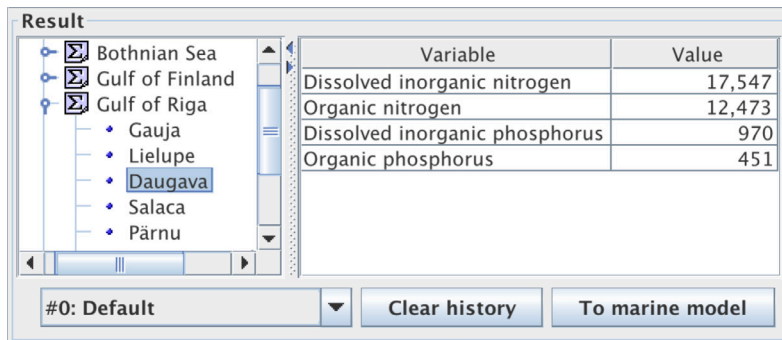 Result
Bothnian Sea
Gulf of Finland
Gulf of Riga
Gauja
Lielupe
Daugava
Salaca
Pärnu
Variable Value
Dissolved inorganic nitrogen 17,547
Organic nitrogen 12,473
Dissolved inorganic phosphorus 970
Organic phosphorus 451
#0: Default Clear history To marine model